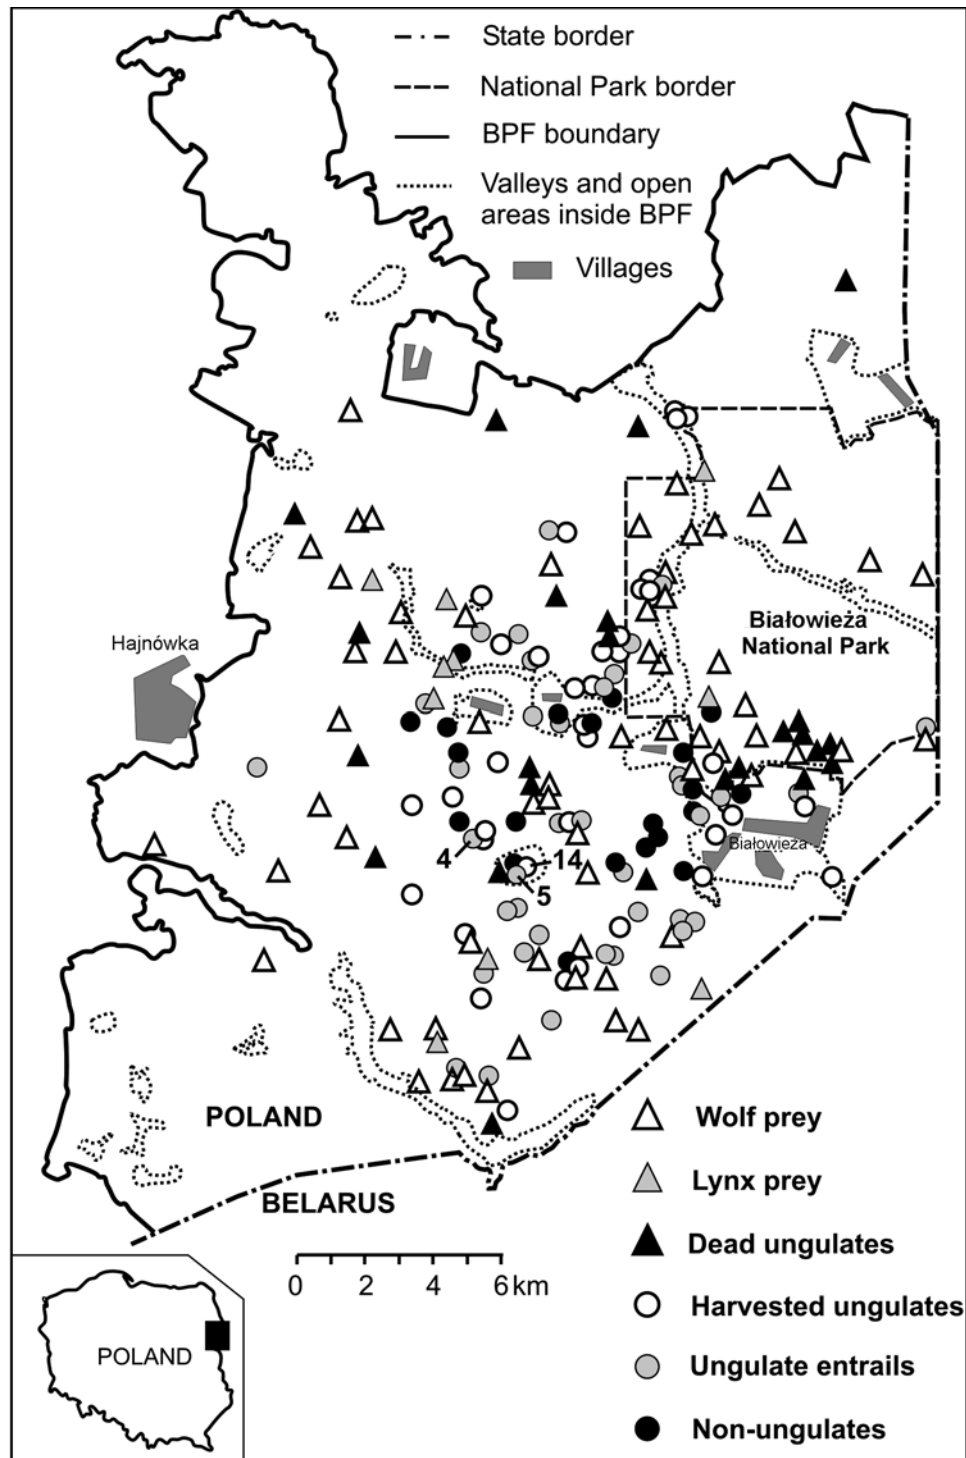 State border
National Park border
BPF boundary
Valleys and open
areas inside BPF
Villages
Hajnówka
Białowieża
National Park
Białowieża
4
14
5
POLAND
BELARUS
0 2 4 6 km
Wolf prey
Lynx prey
Dead ungulates
Harvested ungulates
Ungulate entrails
Non-ungulates
POLAND